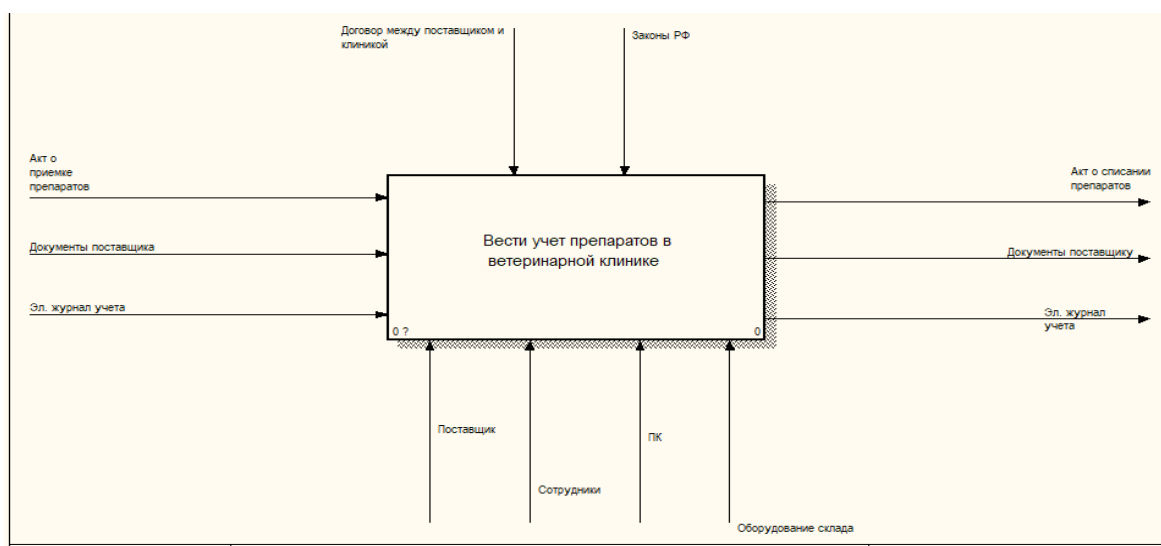 Договор между поставщиком и
клиникой
Законы РФ
Акт о
приемке
препаратов
Акт о списании
препаратов
Вести учет препаратов в
ветеринарной клинике
Документы поставщика
Документы поставщику
Эл. журнал учета
Эл. журнал
учета
0 ?
0
Поставщик
ПК
Сотрудники
Оборудование склада